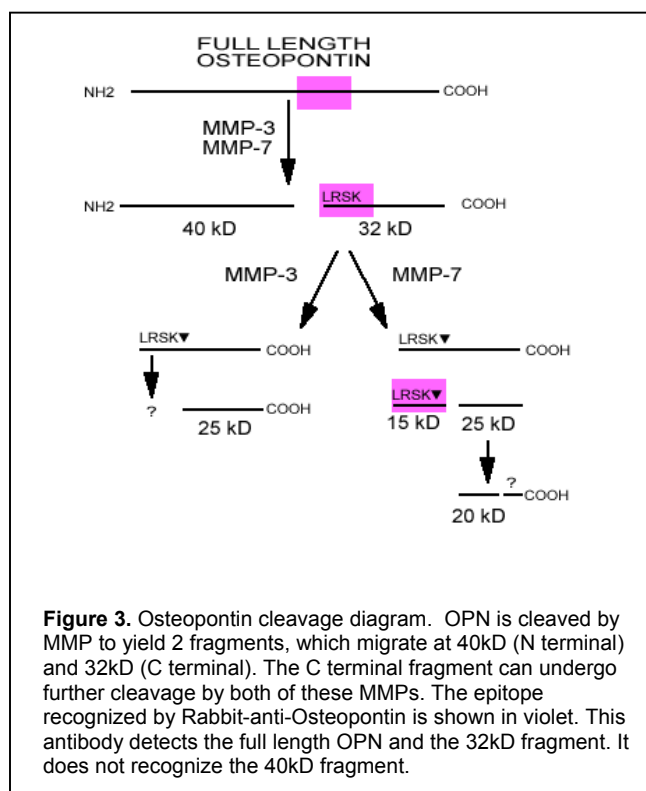 FULL LENGTH
OSTEOPONTIN
NH2
COOH
MMP-3
MMP-7
NH2
LRSK
COOH
40 kD
32 kD
MMP-3
MMP-7
LRSK▼
COOH
LRSK▼
COOH
?
COOH
25 kD
LRSK▼
15 kD
25 kD
?
COOH
20 kD
Figure 3. Osteopontin cleavage diagram. OPN is cleaved by
MMP to yield 2 fragments, which migrate at 40kD (N terminal)
and 32kD (C terminal). The C terminal fragment can undergo
further cleavage by both of these MMPs. The epitope
recognized by Rabbit-anti-Osteopontin is shown in violet. This
antibody detects the full length OPN and the 32kD fragment. It
does not recognize the 40kD fragment.